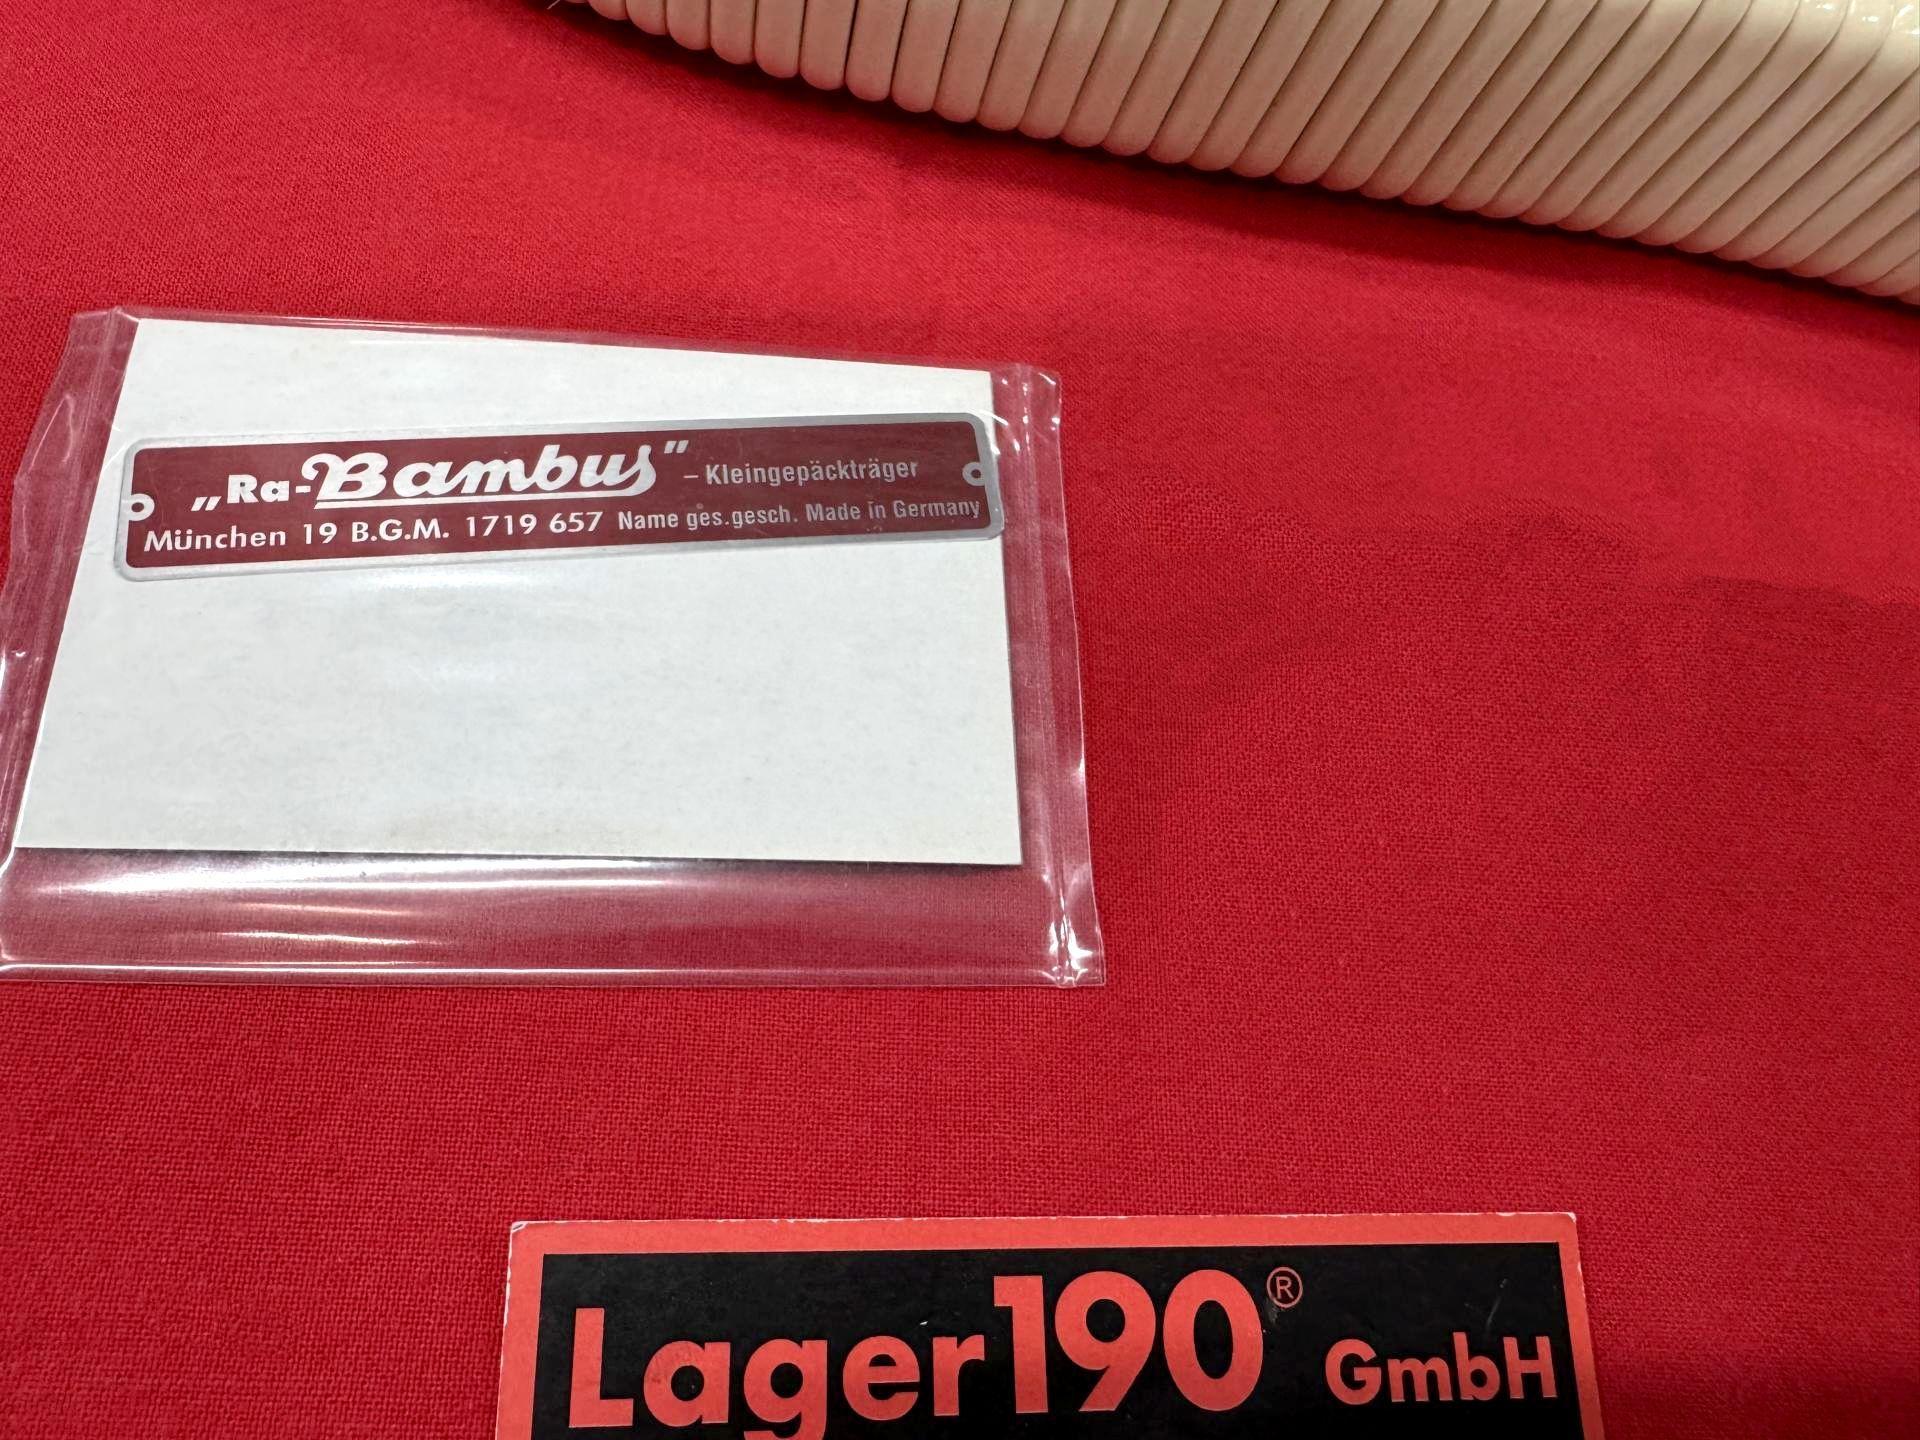 „Ra-Bambus" – Kleingepäckträger
München 19 B.G.M. 1719 657 Name ges.gesch. Made in Germany
Lager190® GmbH